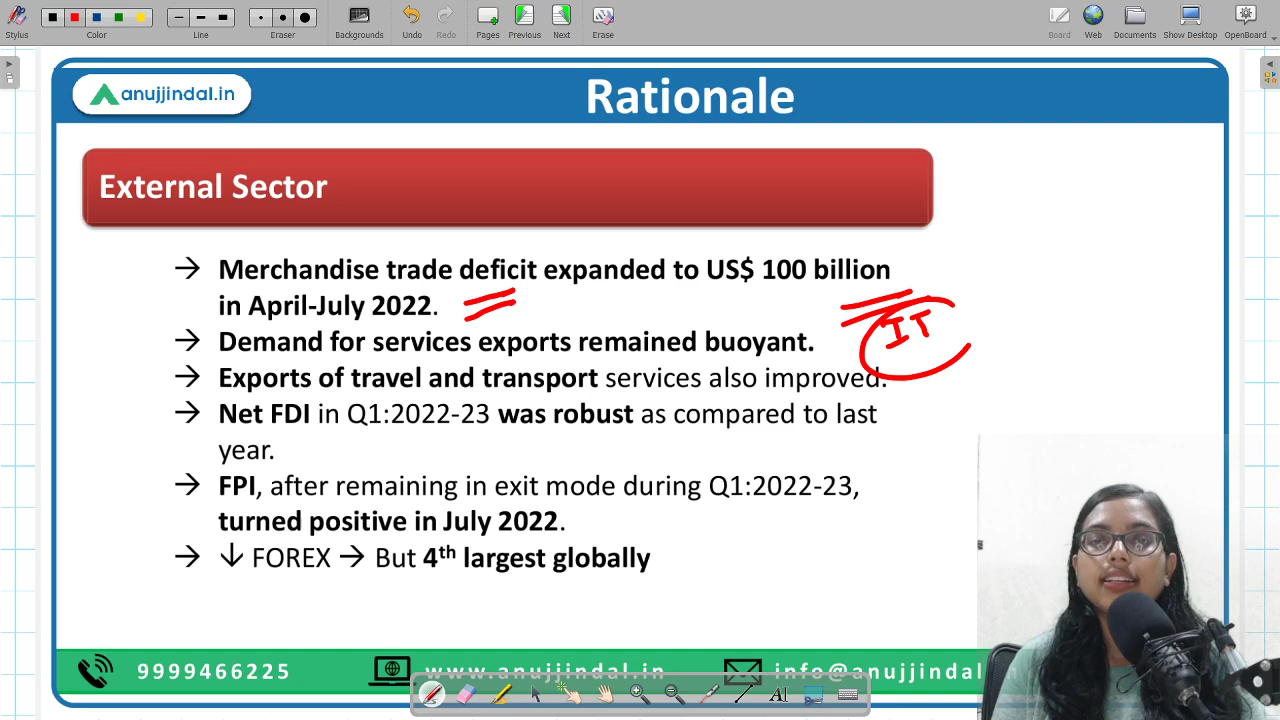 Stylus Color Line Eraser Backgrounds Undo Redo Pages Previous Next Erase Board Web Documents Show Desktop OpenBoard
anujjindal.in
Rationale
External Sector
→ Merchandise trade deficit expanded to US$ 100 billion
in April-July 2022.
IT
→ Demand for services exports remained buoyant.
→ Exports of travel and transport services also improved.
→ Net FDI in Q1:2022-23 was robust as compared to last
year.
→ FPI, after remaining in exit mode during Q1:2022-23,
turned positive in July 2022.
→ ↓ FOREX → But 4th largest globally
9999466225 www.anujjindal.in info@anujjindal